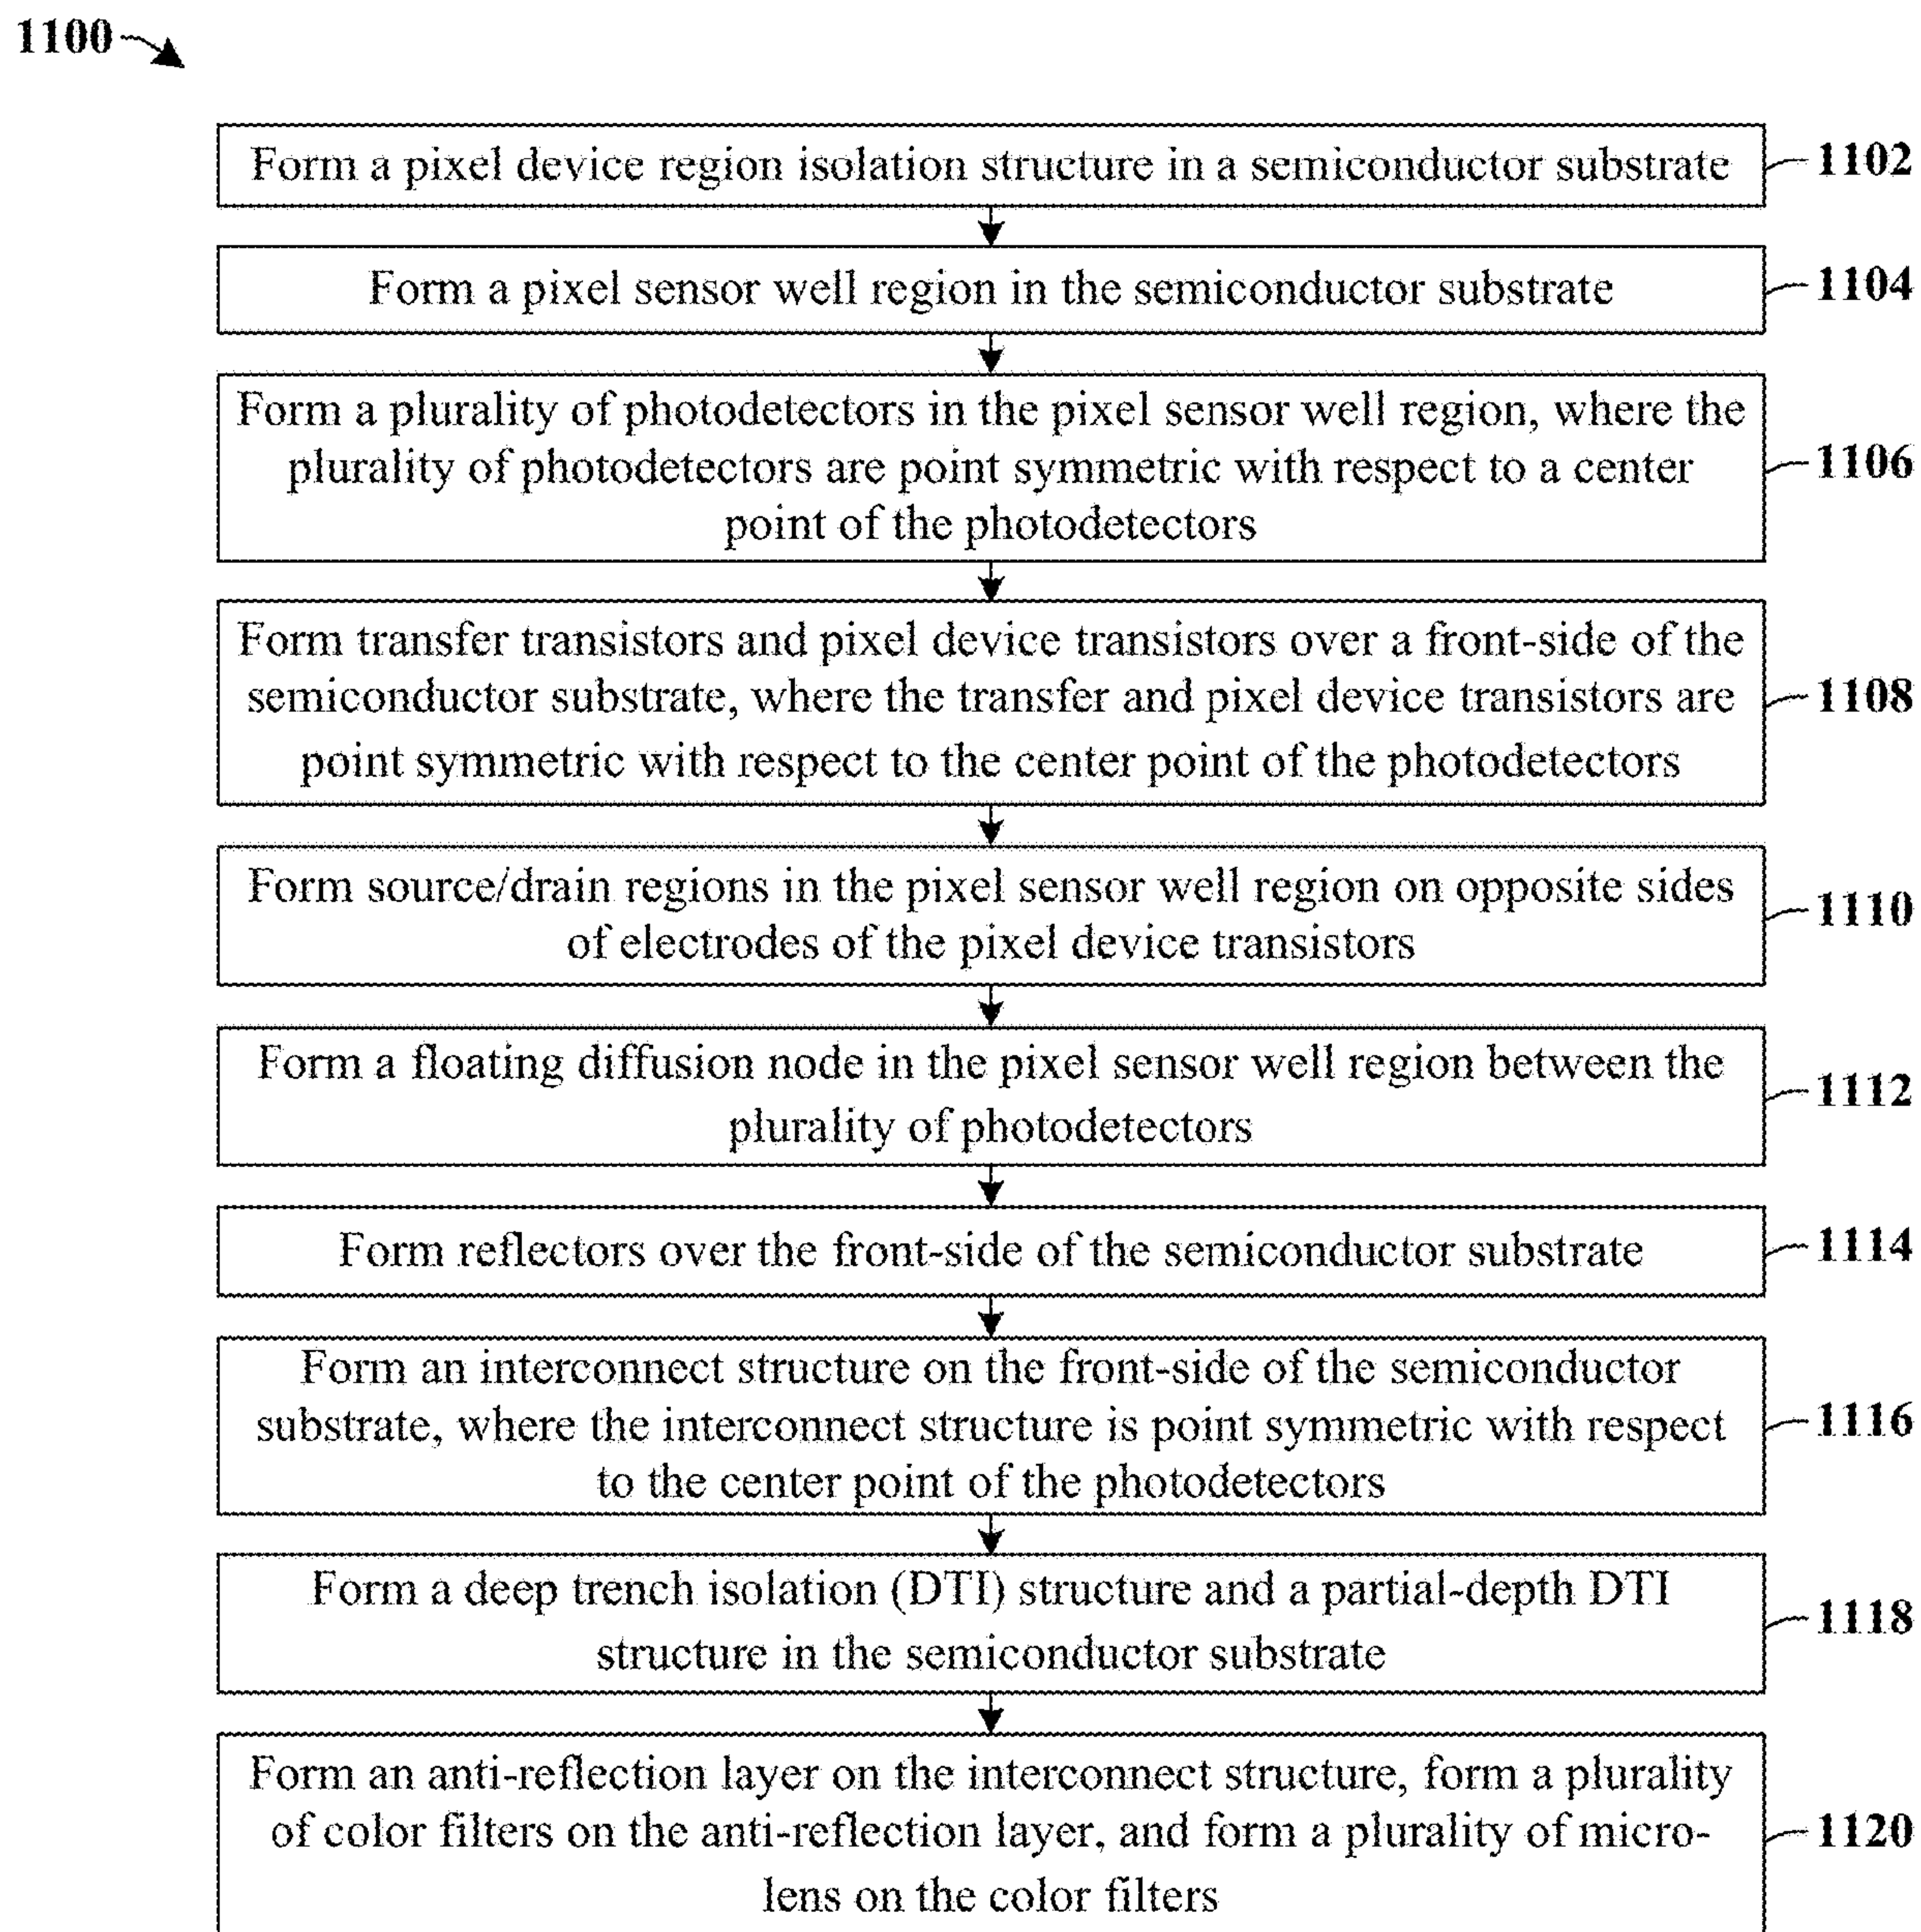 1100
Form a pixel device region isolation structure in a semiconductor substrate
1102
Form a pixel sensor well region in the semiconductor substrate
1104
Form a plurality of photodetectors in the pixel sensor well region, where the
plurality of photodetectors are point symmetric with respect to a center
point of the photodetectors
1106
Form transfer transistors and pixel device transistors over a front-side of the
semiconductor substrate, where the transfer and pixel device transistors are
point symmetric with respect to the center point of the photodetectors
1108
Form source/drain regions in the pixel sensor well region on opposite sides
of electrodes of the pixel device transistors
1110
Form a floating diffusion node in the pixel sensor well region between the
plurality of photodetectors
1112
Form reflectors over the front-side of the semiconductor substrate
1114
Form an interconnect structure on the front-side of the semiconductor
substrate, where the interconnect structure is point symmetric with respect
to the center point of the photodetectors
1116
Form a deep trench isolation (DTI) structure and a partial-depth DTI
structure in the semiconductor substrate
1118
Form an anti-reflection layer on the interconnect structure, form a plurality
of color filters on the anti-reflection layer, and form a plurality of micro-
lens on the color filters
1120